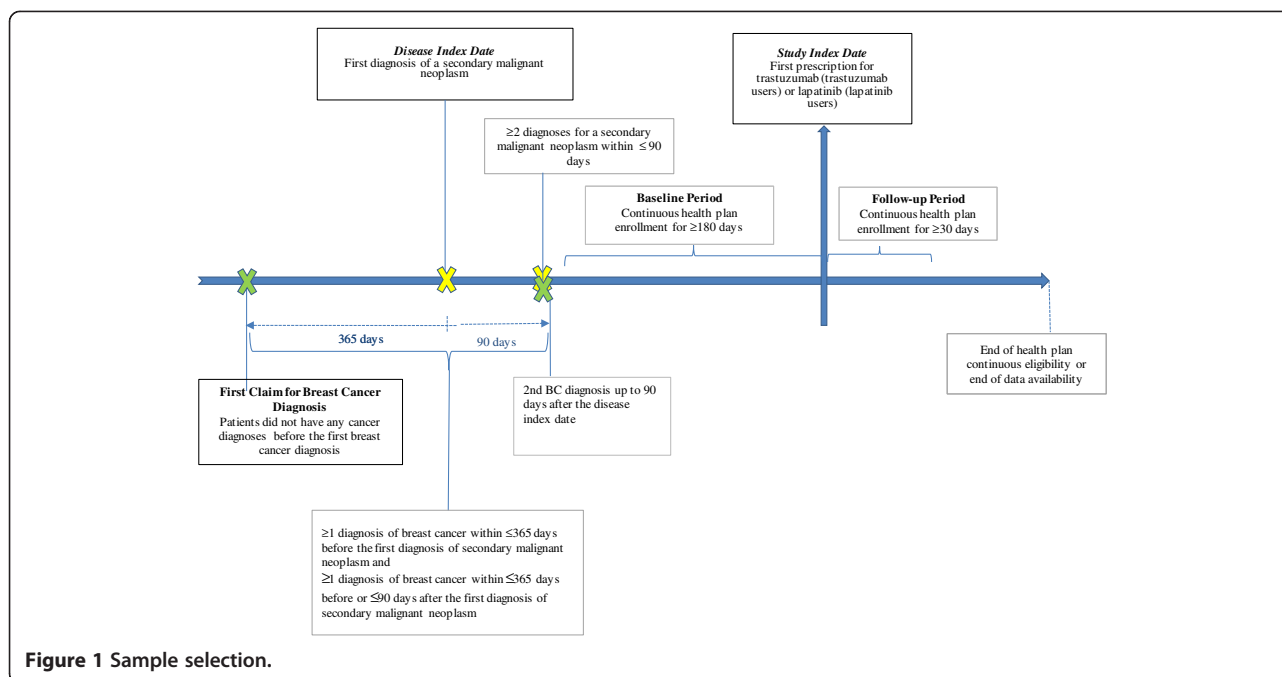 Disease Index Date
First diagnosis of a secondary malignant
neoplasm
Study Index Date
First prescription for
trastuzumab (trastuzumab
users) or lapatinib (lapatinib
users)
≥2 diagnoses for a secondary
malignant neoplasm within ≤ 90
days
Baseline Period
Continuous health plan
enrollment for ≥180 days
Follow-up Period
Continuous health plan
enrollment for ≥30 days
365 days
90 days
First Claim for Breast Cancer
Diagnosis
Patients did not have any cancer
diagnoses before the first breast
cancer diagnosis
2nd BC diagnosis up to 90
days after the disease
index date
End of health plan
continuous eligibility or
end of data availability
≥1 diagnosis of breast cancer within ≤365 days
before the first diagnosis of secondary malignant
neoplasm and
≥1 diagnosis of breast cancer within ≤365 days
before or ≤90 days after the first diagnosis of
secondary malignant neoplasm
Figure 1 Sample selection.